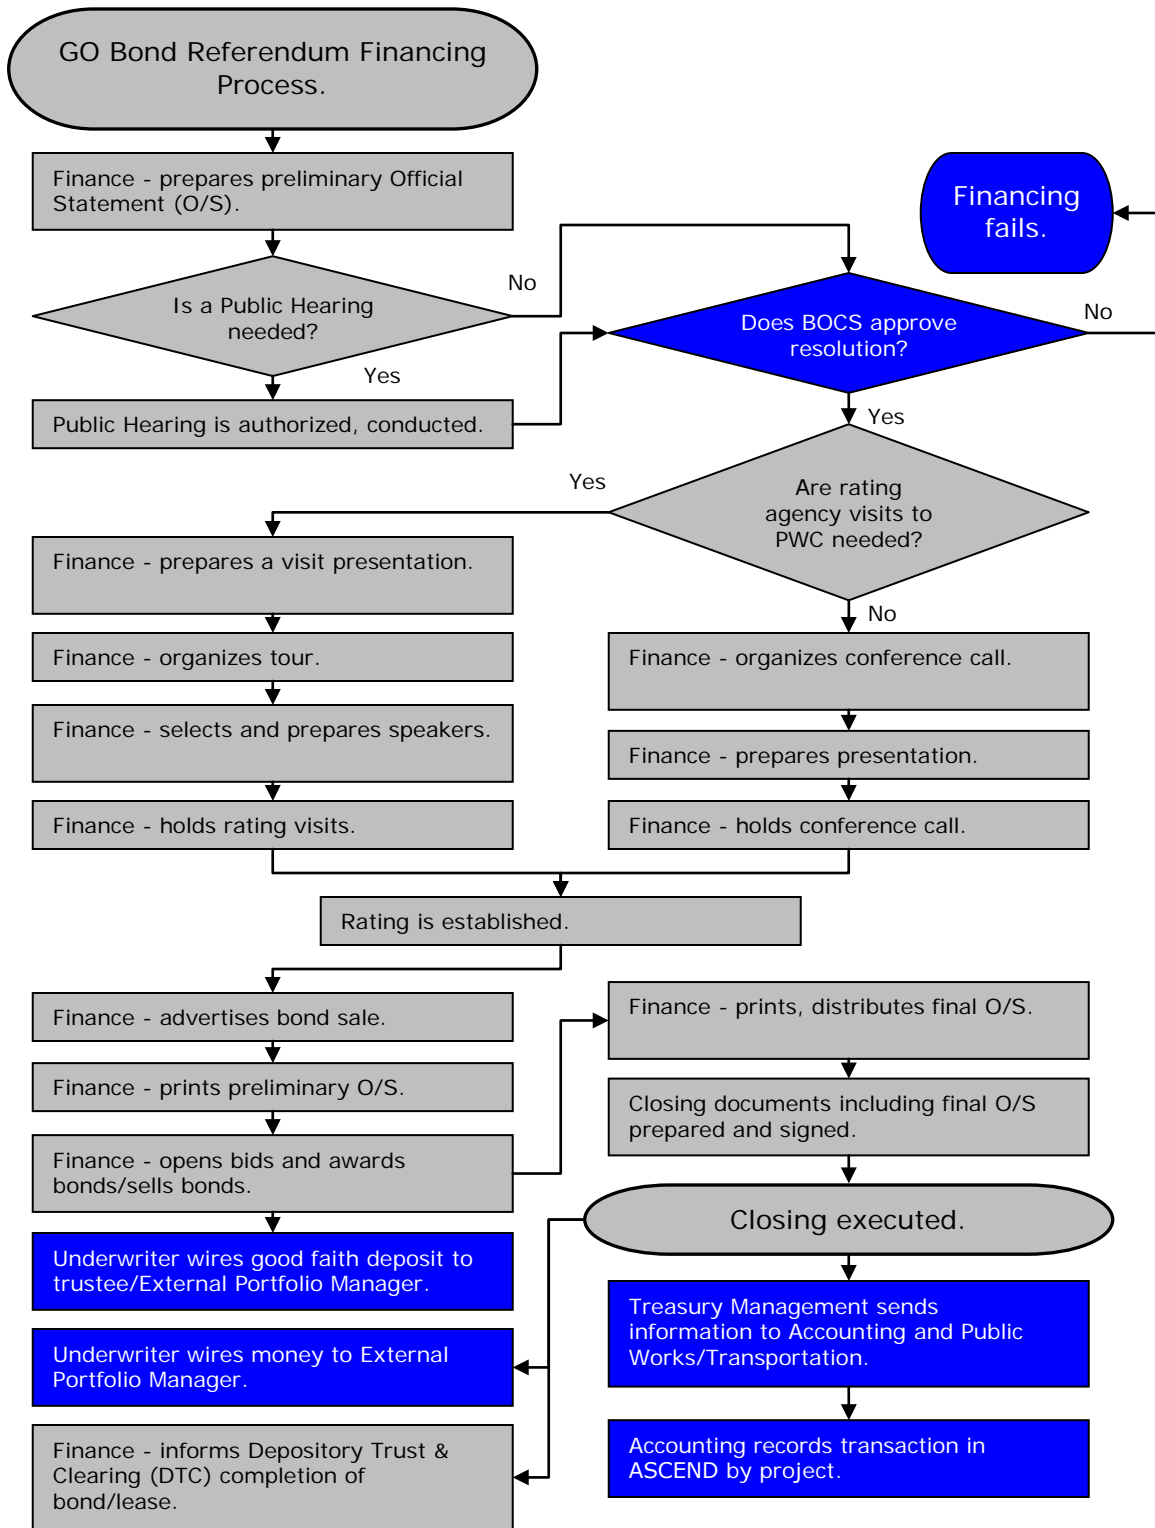 GO Bond Referendum Financing
Process.
Finance - prepares preliminary Official
Statement (O/S).
Financing
fails.
No
Is a Public Hearing
needed?
Does BOCS approve
resolution?
No
Yes
Public Hearing is authorized, conducted.
Yes
Yes
Are rating
agency visits to
PWC needed?
Finance - prepares a visit presentation.
No
Finance - organizes tour.
Finance - organizes conference call.
Finance - selects and prepares speakers.
Finance - prepares presentation.
Finance - holds rating visits.
Finance - holds conference call.
Rating is established.
Finance - advertises bond sale.
Finance - prints, distributes final O/S.
Finance - prints preliminary O/S.
Closing documents including final O/S
prepared and signed.
Finance - opens bids and awards
bonds/sells bonds.
Closing executed.
Underwriter wires good faith deposit to
trustee/External Portfolio Manager.
Treasury Management sends
information to Accounting and Public
Works/Transportation.
Underwriter wires money to External
Portfolio Manager.
Finance - informs Depository Trust &
Clearing (DTC) completion of
bond/lease.
Accounting records transaction in
ASCEND by project.